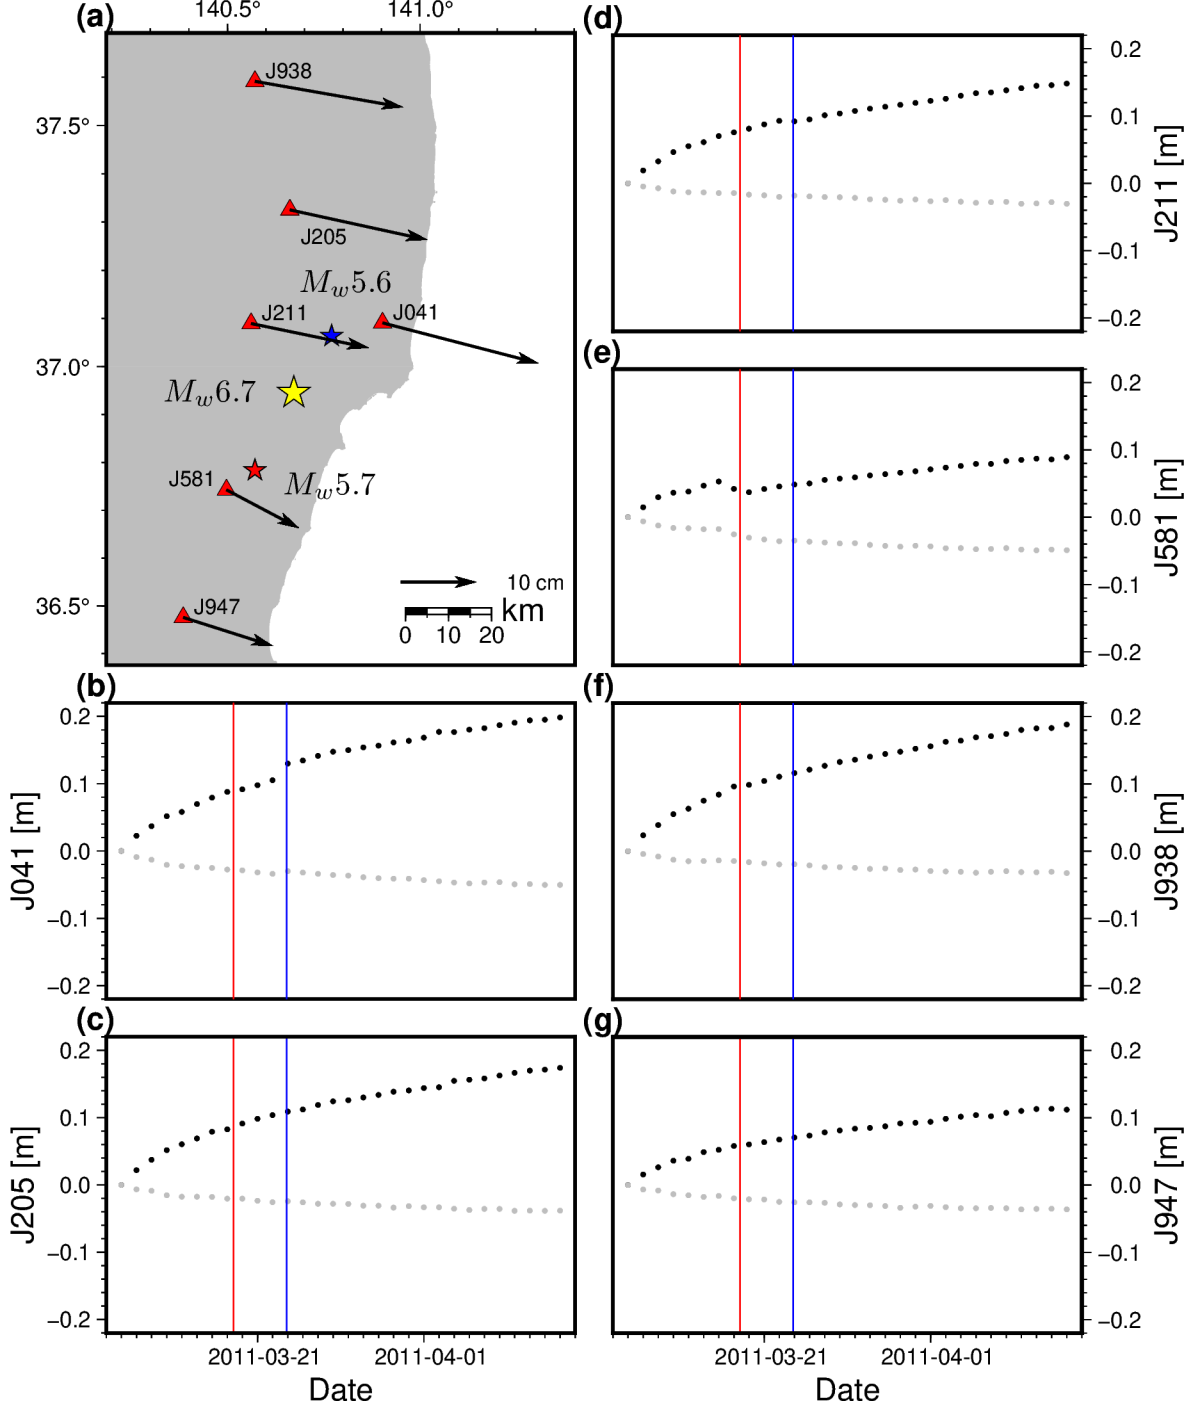 (a)
140.5° 141.0°
37.5°
37.0°
36.5°
J938
J205
M_w5.6
J211
J041
M_w6.7
J581
M_w5.7
J947
10 cm
km
0 10 20
(b)
0.2
0.1
0.0
−0.1
−0.2
J041 [m]
(c)
0.2
0.1
0.0
−0.1
−0.2
J205 [m]
2011-03-21 2011-04-01
Date
(d)
0.2
0.1
0.0
−0.1
−0.2
J211 [m]
(e)
0.2
0.1
0.0
−0.1
−0.2
J581 [m]
(f)
0.2
0.1
0.0
−0.1
−0.2
J938 [m]
(g)
0.2
0.1
0.0
−0.1
−0.2
J947 [m]
2011-03-21 2011-04-01
Date